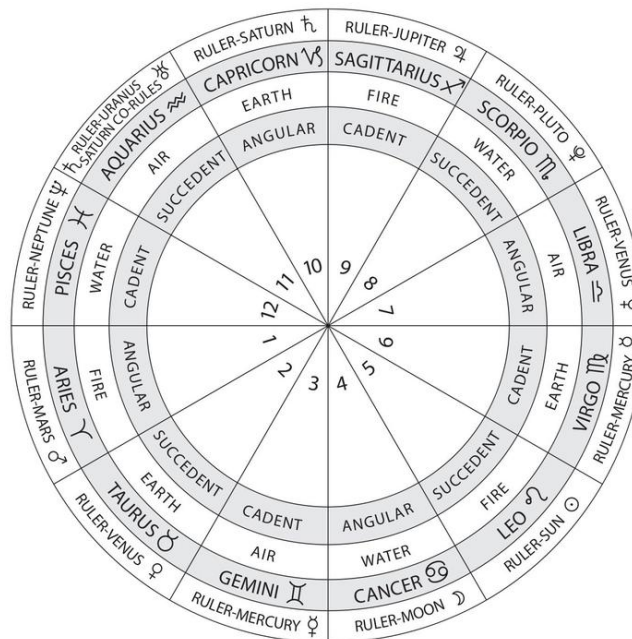 RULER-SATURN ♄
CAPRICORN ♑
EARTH
ANGULAR
10
RULER-JUPITER ♃
SAGITTARIUS ♐
FIRE
CADENT
9
RULER-PLUTO ♇
SCORPIO ♏
WATER
SUCCEDENT
8
RULER-VENUS ♀
LIBRA ♎
AIR
ANGULAR
7
RULER-MERCURY ☿
VIRGO ♍
EARTH
CADENT
6
RULER-SUN ☉
LEO ♌
FIRE
SUCCEDENT
5
RULER-MOON ☽
CANCER ♋
WATER
ANGULAR
4
RULER-MERCURY ☿
GEMINI ♊
AIR
CADENT
3
RULER-VENUS ♀
TAURUS ♉
EARTH
SUCCEDENT
2
RULER-MARS ♂
ARIES ♈
FIRE
ANGULAR
1
RULER-NEPTUNE ♆
PISCES ♓
WATER
CADENT
12
RULER-URANUS ♅
♄ SATURN CO-RULES
AQUARIUS ♒
AIR
SUCCEDENT
11